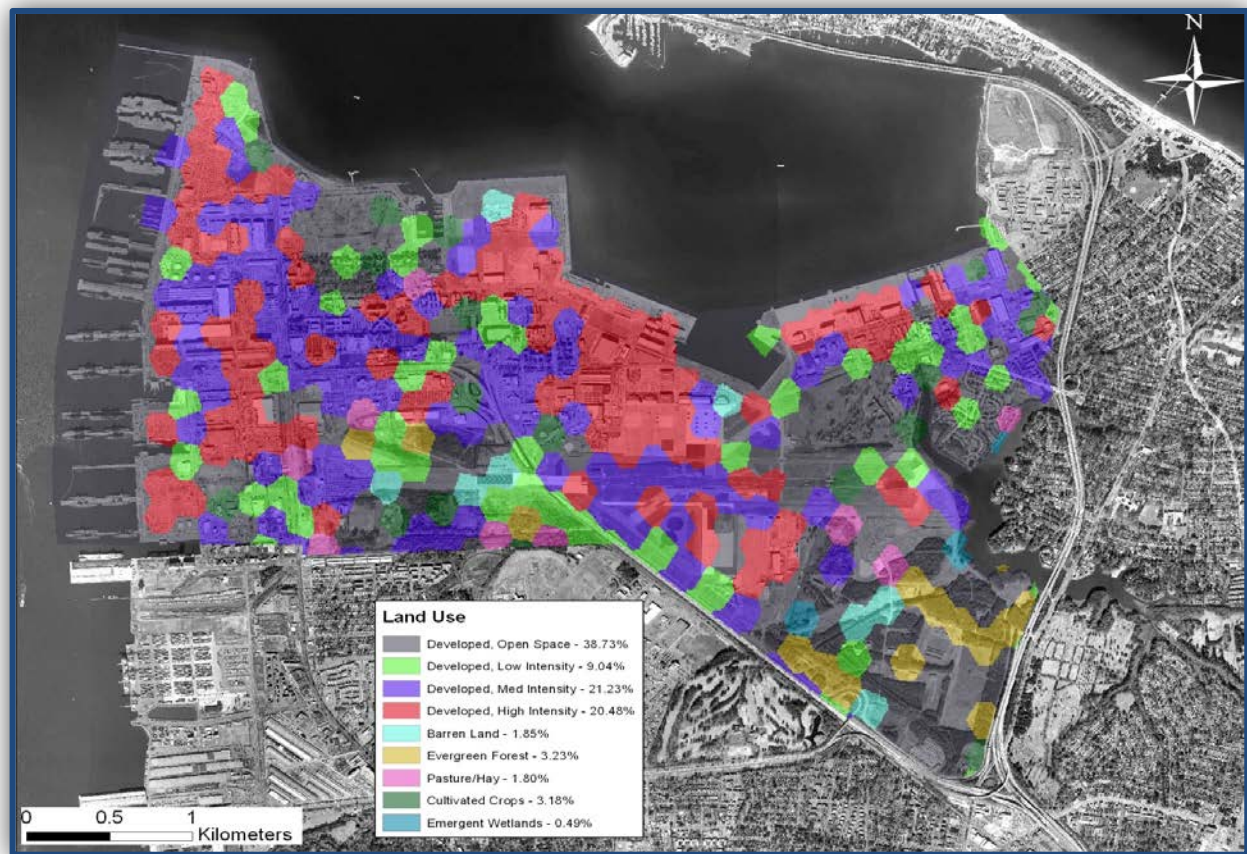 N
Land Use
Developed, Open Space - 38.73%
Developed, Low Intensity - 9.04%
Developed, Med Intensity - 21.23%
Developed, High Intensity - 20.48%
Barren Land - 1.85%
Evergreen Forest - 3.23%
Pasture/Hay - 1.80%
Cultivated Crops - 3.18%
Emergent Wetlands - 0.49%
0 0.5 1
Kilometers